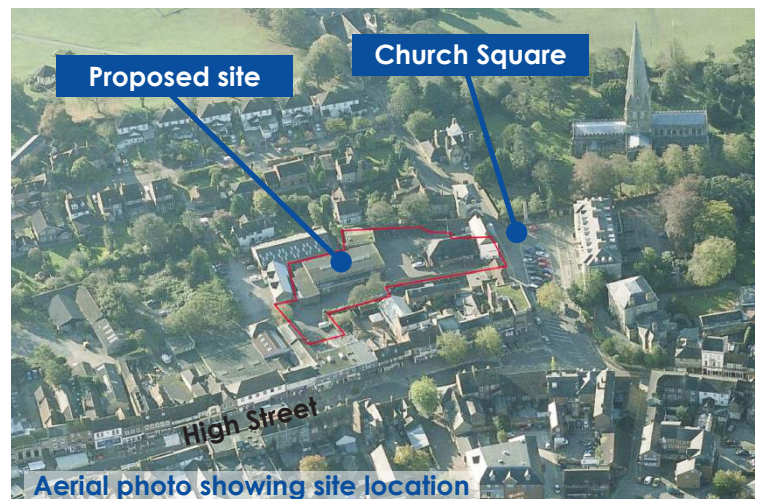 Proposed site
Church Square
High Street
Aerial photo showing site location